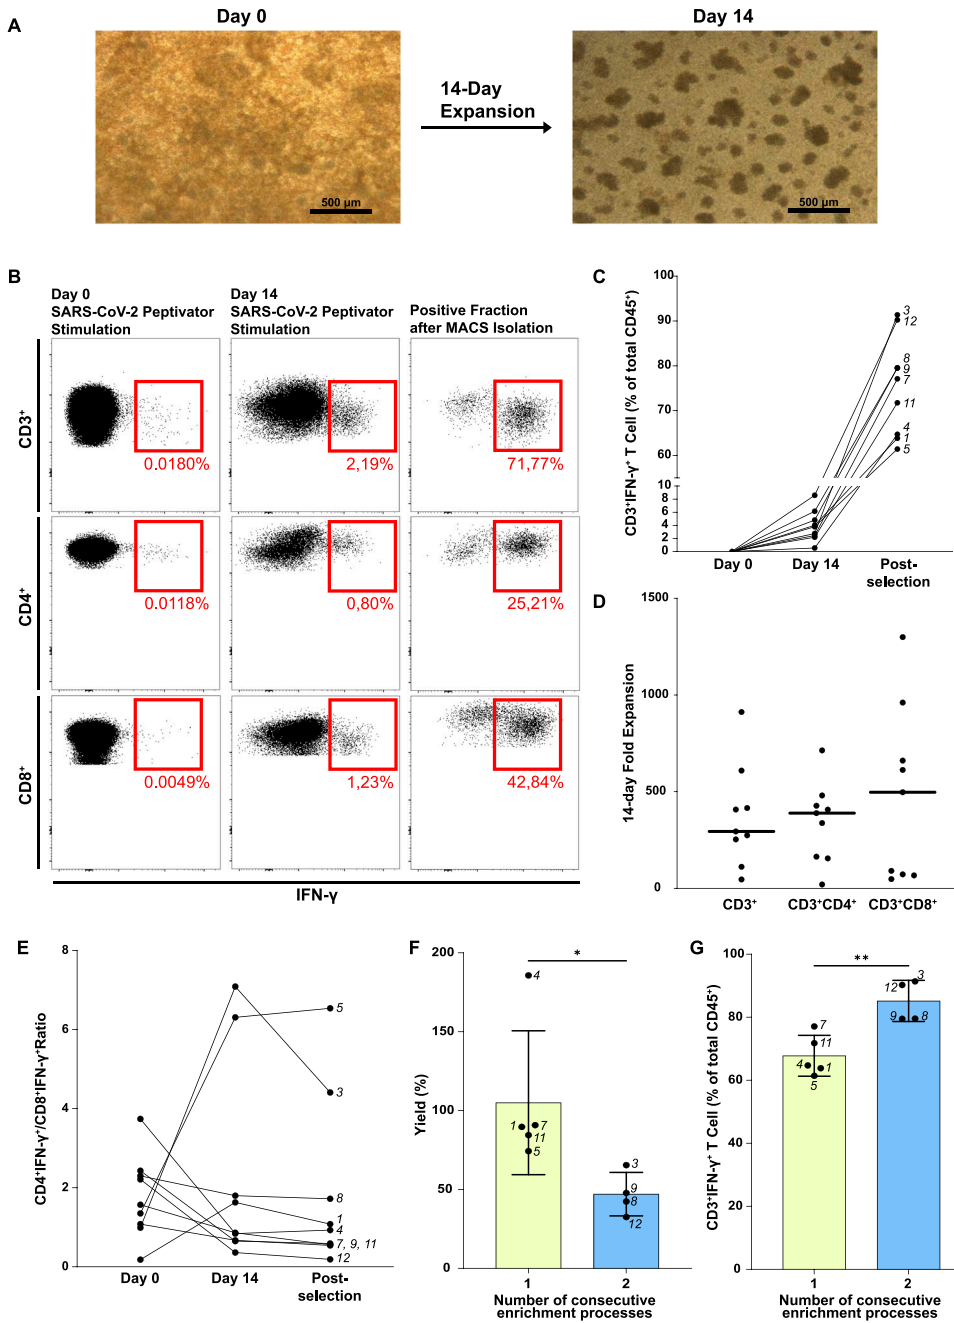 A
Day 0
14-Day
Expansion
Day 14
500 µm
500 µm
B
Day 0
SARS-CoV-2 Peptivator
Stimulation
Day 14
SARS-CoV-2 Peptivator
Stimulation
Positive Fraction
after MACS Isolation
CD3⁺
0.0180%
2,19%
71,77%
CD4⁺
0.0118%
0,80%
25,21%
CD8⁺
0.0049%
1,23%
42,84%
IFN-γ
C
CD3⁺IFN-γ⁺ T Cell (% of total CD45⁺)
100
90
80
70
60
10
8
6
4
2
0
3
12
8
9
7
11
4
1
5
Day 0
Day 14
Post-
selection
D
14-day Fold Expansion
1500
1000
500
0
CD3⁺
CD3⁺CD4⁺
CD3⁺CD8⁺
E
CD4⁺IFN-γ⁺/CD8⁺IFN-γ⁺Ratio
8
6
4
2
0
5
3
8
1
4
7, 9, 11
12
Day 0
Day 14
Post-
selection
F
Yield (%)
200
150
100
50
0
*
4
1
7
11
5
3
9
8
12
1
2
Number of consecutive
enrichment processes
G
CD3⁺IFN-γ⁺ T Cell (% of total CD45⁺)
100
80
60
40
20
0
**
7
11
4
1
5
12
3
9
8
1
2
Number of consecutive
enrichment processes